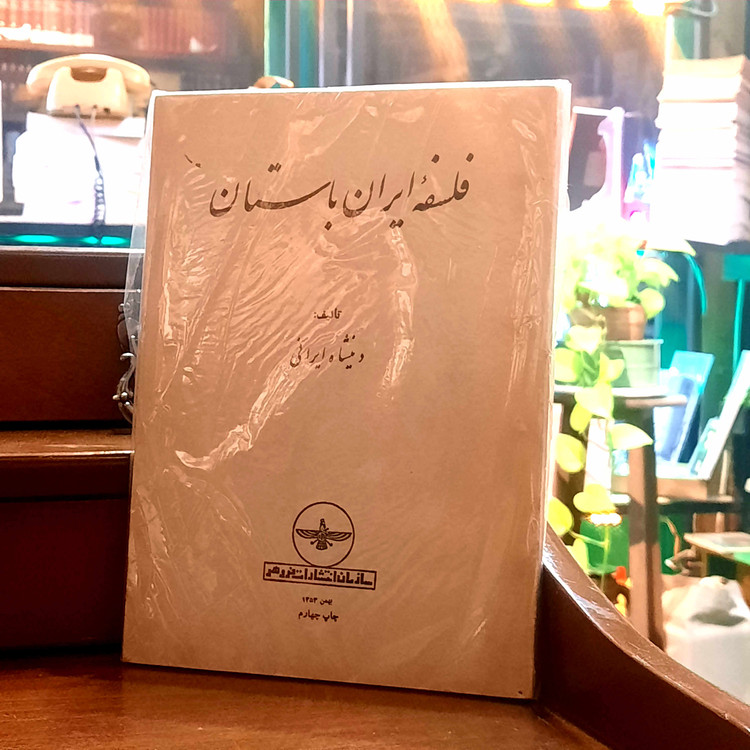 فلسفهٔ ایران باستان
تألیف:
دینشاه ایرانی
سازمان انتشارات فروهر
بهمن ۱۳۵۳
چاپ چهارم